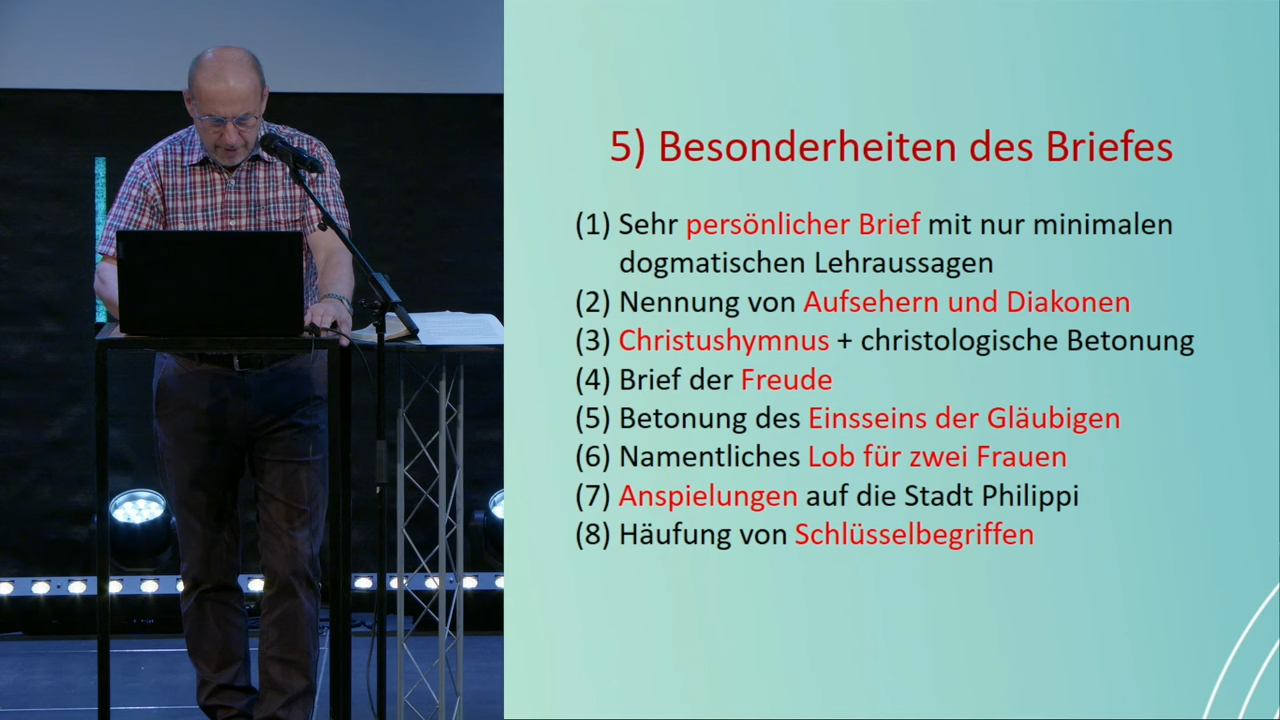 5) Besonderheiten des Briefes
(1) Sehr persönlicher Brief mit nur minimalen
dogmatischen Lehraussagen
(2) Nennung von Aufsehern und Diakonen
(3) Christushymnus + christologische Betonung
(4) Brief der Freude
(5) Betonung des Einsseins der Gläubigen
(6) Namentliches Lob für zwei Frauen
(7) Anspielungen auf die Stadt Philippi
(8) Häufung von Schlüsselbegriffen